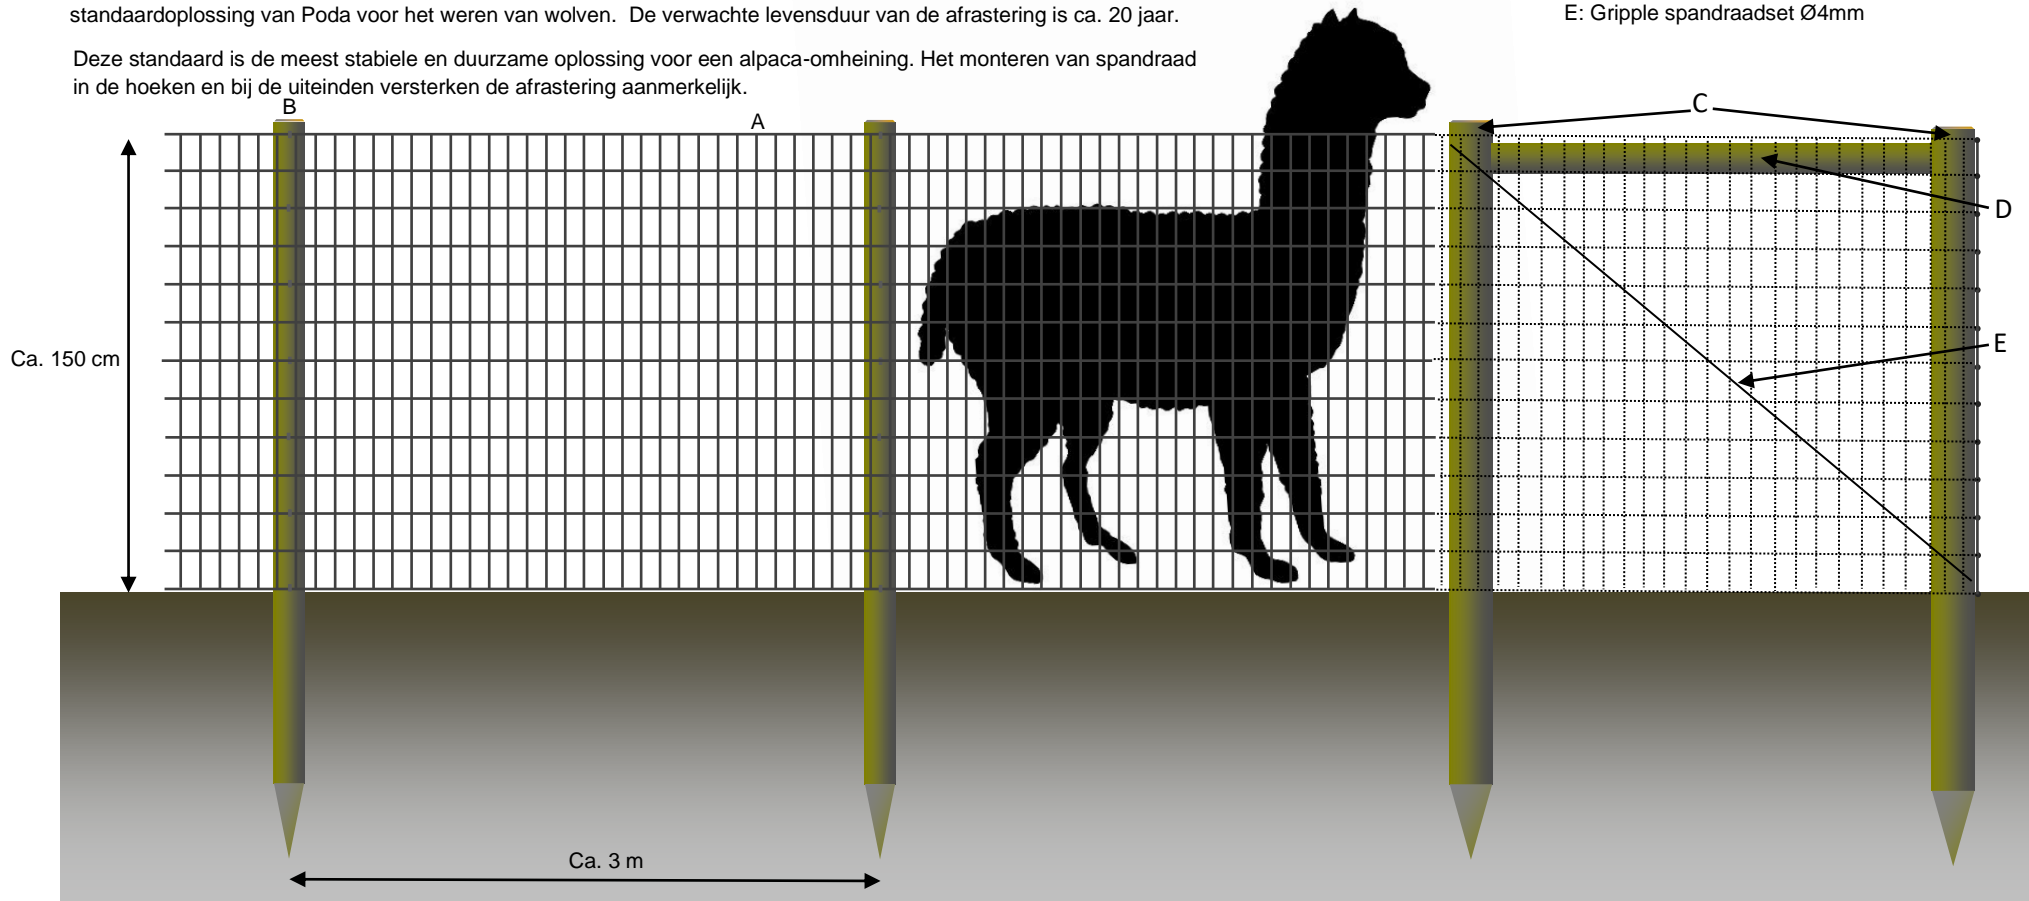 standaardoplossing van Poda voor het weren van wolven.  De verwachte levensduur van de afrastering is ca. 20 jaar.
E: Gripple spandraadset Ø4mm
Deze standaard is de meest stabiele en duurzame oplossing voor een alpaca-omheining. Het monteren van spandraad
in de hoeken en bij de uiteinden versterken de afrastering aanmerkelijk.
B
A
C
D
E
Ca. 150 cm
Ca. 3 m